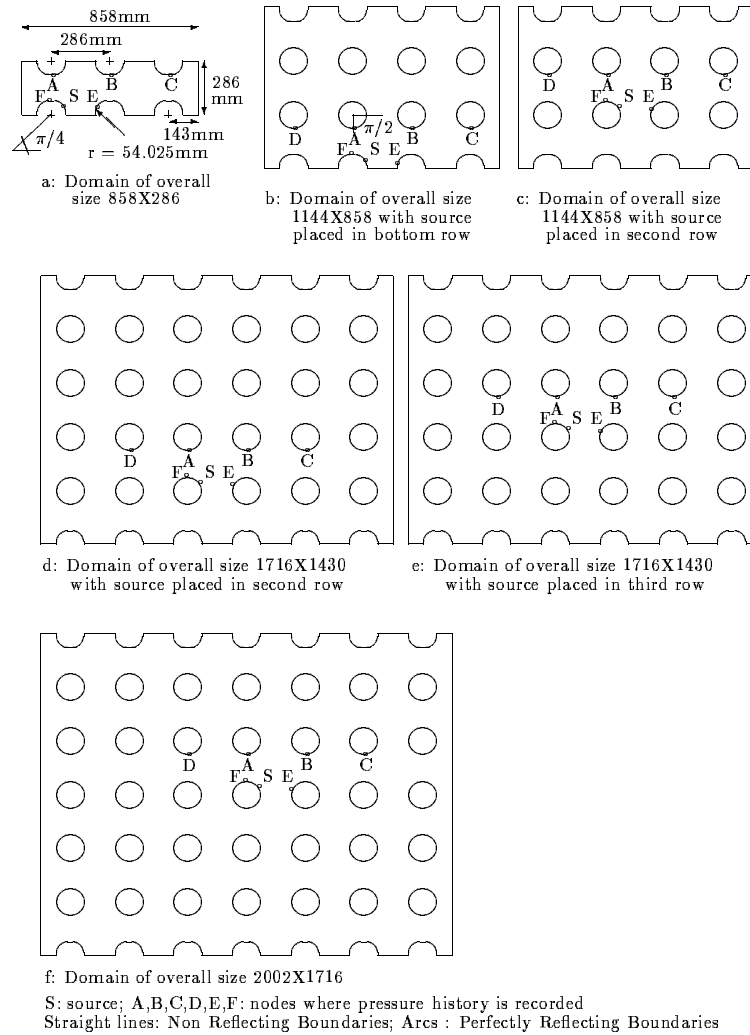 858mm
286mm
A B C
F S E
286
mm
π/4
143mm
r = 54.025mm
a: Domain of overall
size 858X286
π/2
D A B C
F S E
b: Domain of overall size
1144X858 with source
placed in bottom row
D A B C
F S E
c: Domain of overall size
1144X858 with source
placed in second row
D A B C
F S E
d: Domain of overall size 1716X1430
with source placed in second row
D A B C
F S E
e: Domain of overall size 1716X1430
with source placed in third row
D A B C
F S E
f: Domain of overall size 2002X1716
S: source; A,B,C,D,E,F: nodes where pressure history is recorded
Straight lines: Non Reflecting Boundaries; Arcs : Perfectly Reflecting Boundaries